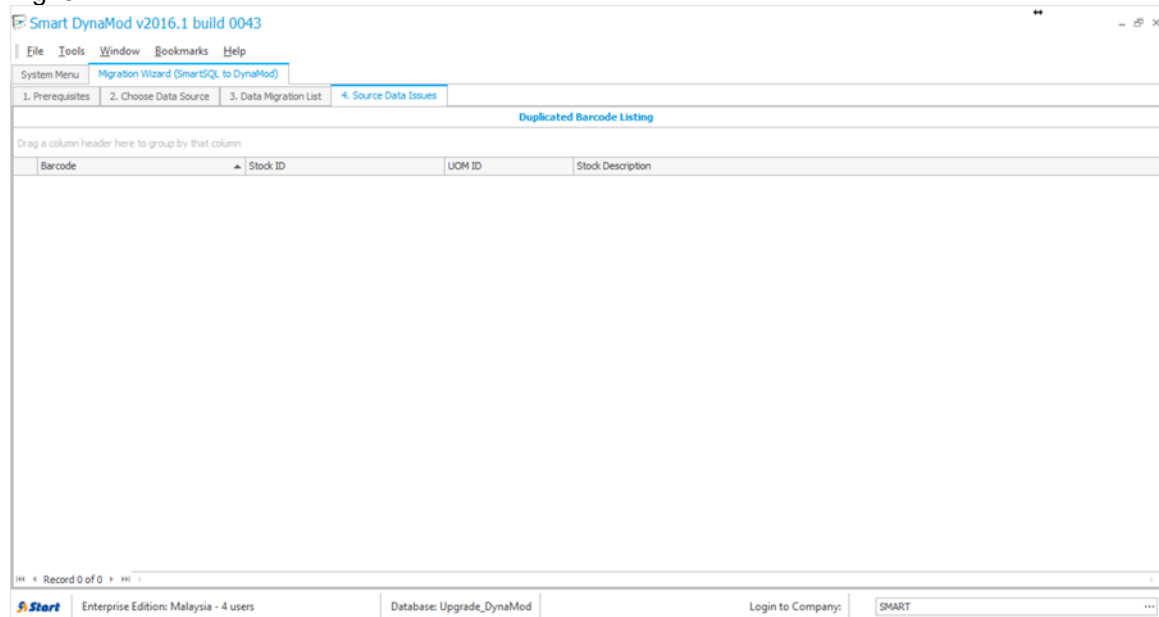 Smart DynaMod v2016.1 build 0043
File Tools Window Bookmarks Help
System Menu Migration Wizard (SmartSQL to DynaMod)
1. Prerequisites 2. Choose Data Source 3. Data Migration List 4. Source Data Issues
Duplicated Barcode Listing
Drag a column header here to group by that column
Barcode Stock ID UOM ID Stock Description
Record 0 of 0
Start Enterprise Edition: Malaysia - 4 users Database: Upgrade_DynaMod Login to Company: SMART ...